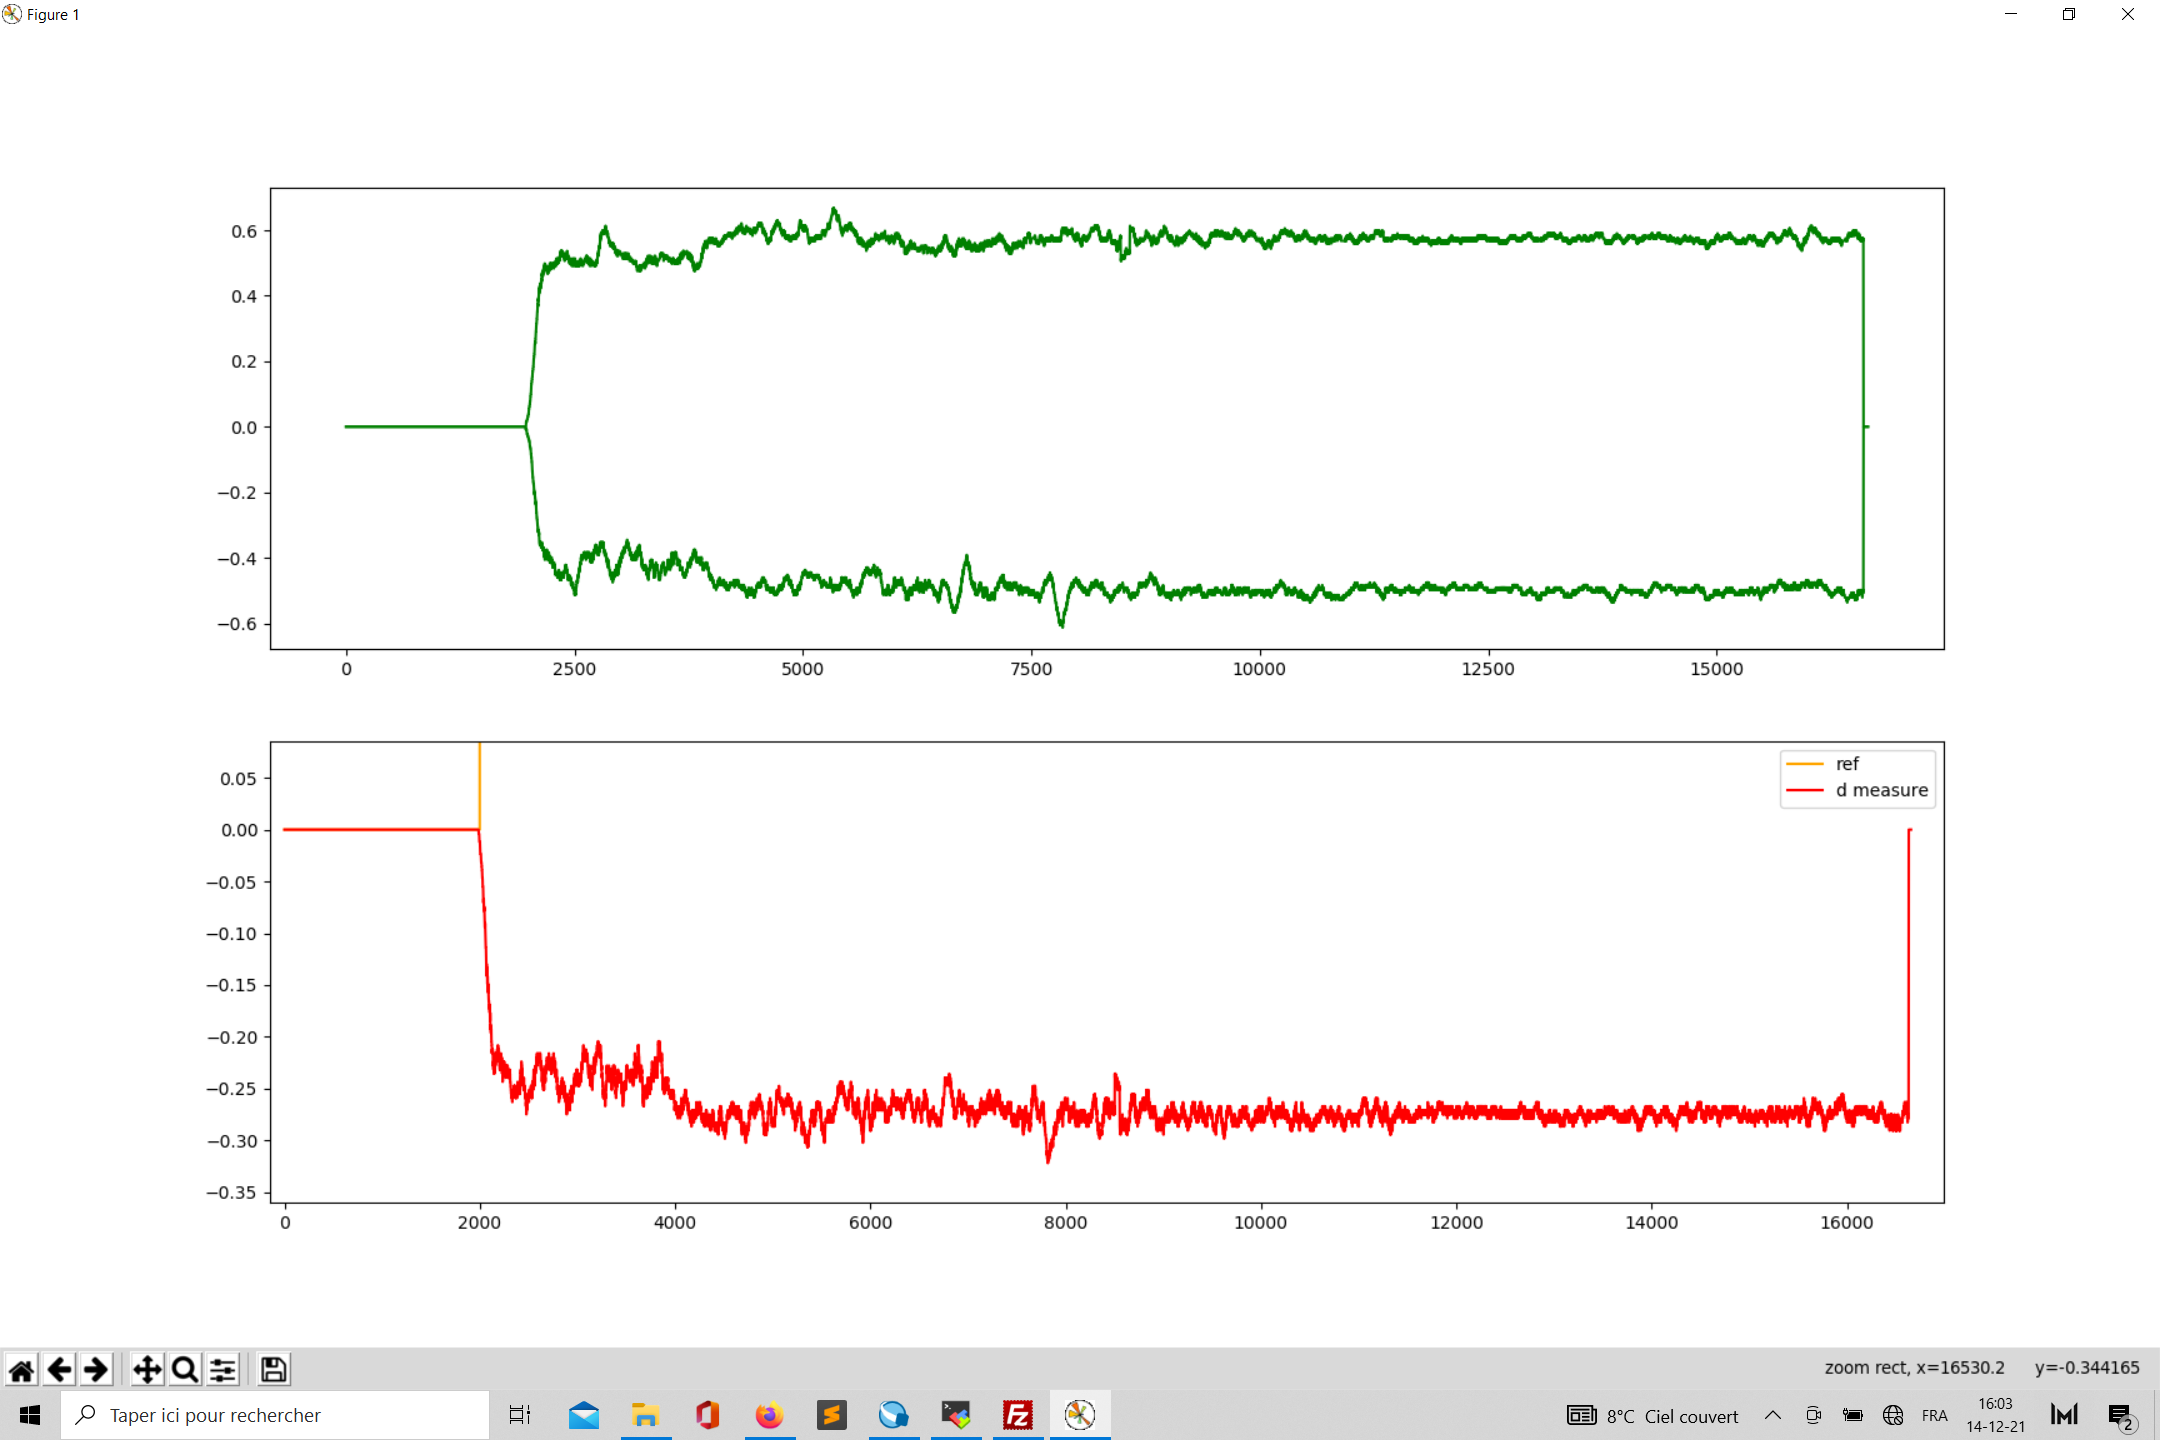 Figure 1
0.6
0.4
0.2
0.0
−0.2
−0.4
−0.6
0 2500 5000 7500 10000 12500 15000
ref
d measure
0.05
0.00
−0.05
−0.10
−0.15
−0.20
−0.25
−0.30
−0.35
0 2000 4000 6000 8000 10000 12000 14000 16000
zoom rect, x=16530.2 y=-0.344165
Taper ici pour rechercher
8°C Ciel couvert
FRA
16:03
14-12-21
2